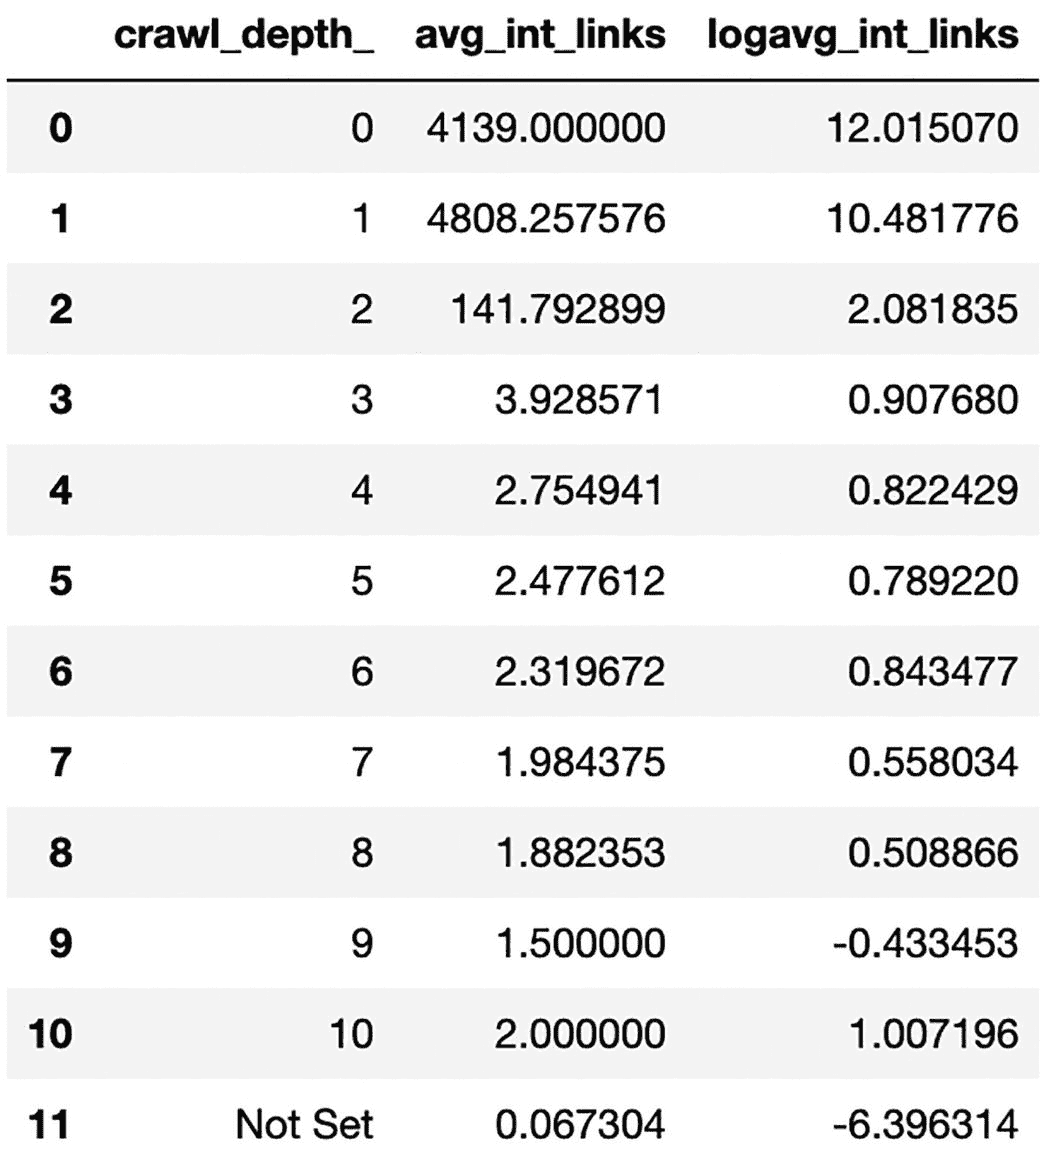 crawl_depth_ avg_int_links logavg_int_links
0 0 4139.000000 12.015070
1 1 4808.257576 10.481776
2 2 141.792899 2.081835
3 3 3.928571 0.907680
4 4 2.754941 0.822429
5 5 2.477612 0.789220
6 6 2.319672 0.843477
7 7 1.984375 0.558034
8 8 1.882353 0.508866
9 9 1.500000 -0.433453
10 10 2.000000 1.007196
11 Not Set 0.067304 -6.396314